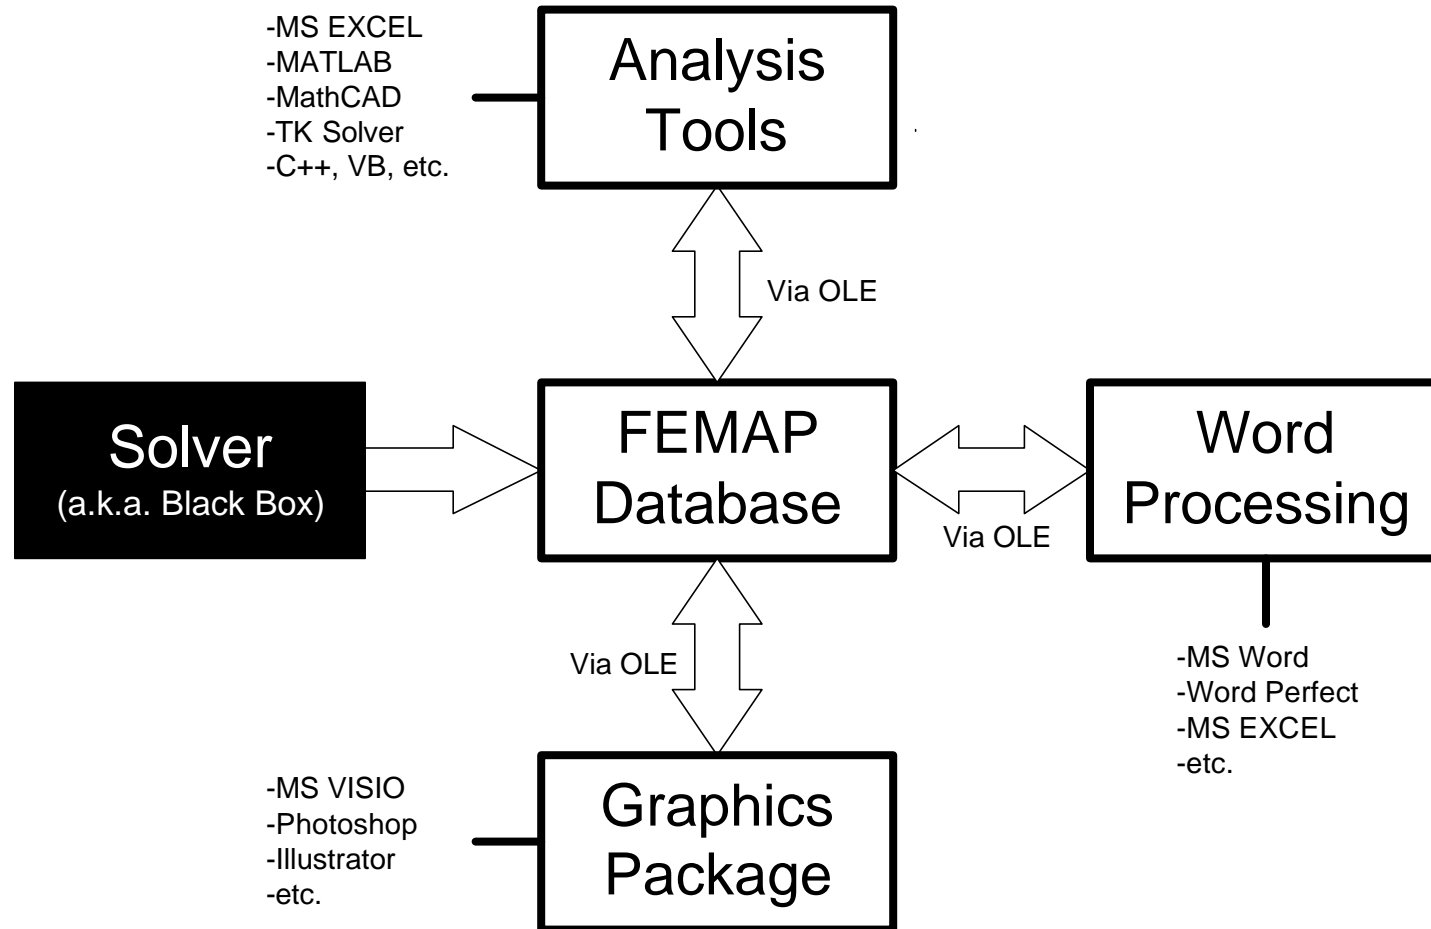 -MS EXCEL
-MATLAB
-MathCAD
-TK Solver
-C++, VB, etc.
Analysis
Tools
Via OLE
Solver
(a.k.a. Black Box)
FEMAP
Database
Via OLE
Word
Processing
Via OLE
-MS Word
-Word Perfect
-MS EXCEL
-etc.
-MS VISIO
-Photoshop
-Illustrator
-etc.
Graphics
Package